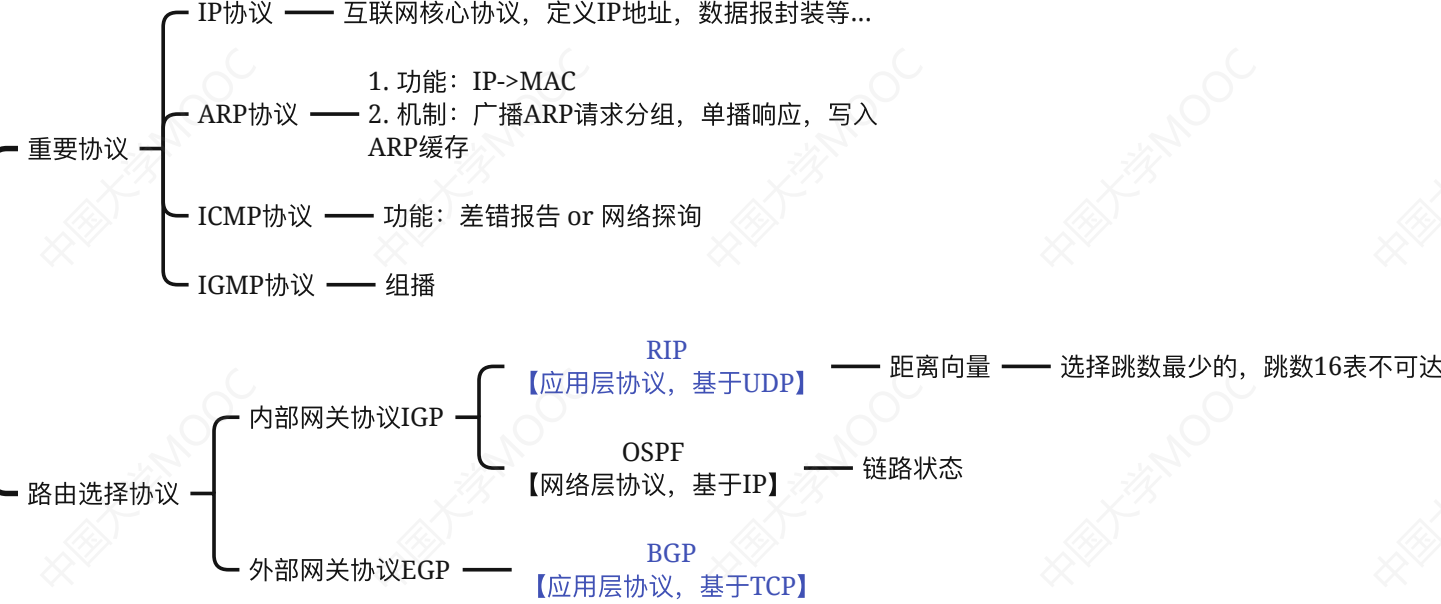 IP协议
互联网核心协议，定义IP地址，数据报封装等...
ARP协议
1. 功能：IP->MAC
2. 机制：广播ARP请求分组，单播响应，写入
ARP缓存
重要协议
ICMP协议
功能：差错报告 or 网络探询
IGMP协议
组播
RIP
【应用层协议，基于UDP】
距离向量
选择跳数最少的，跳数16表不可达
内部网关协议IGP
OSPF
【网络层协议，基于IP】
链路状态
路由选择协议
外部网关协议EGP
BGP
【应用层协议，基于TCP】
中国大学MOOC